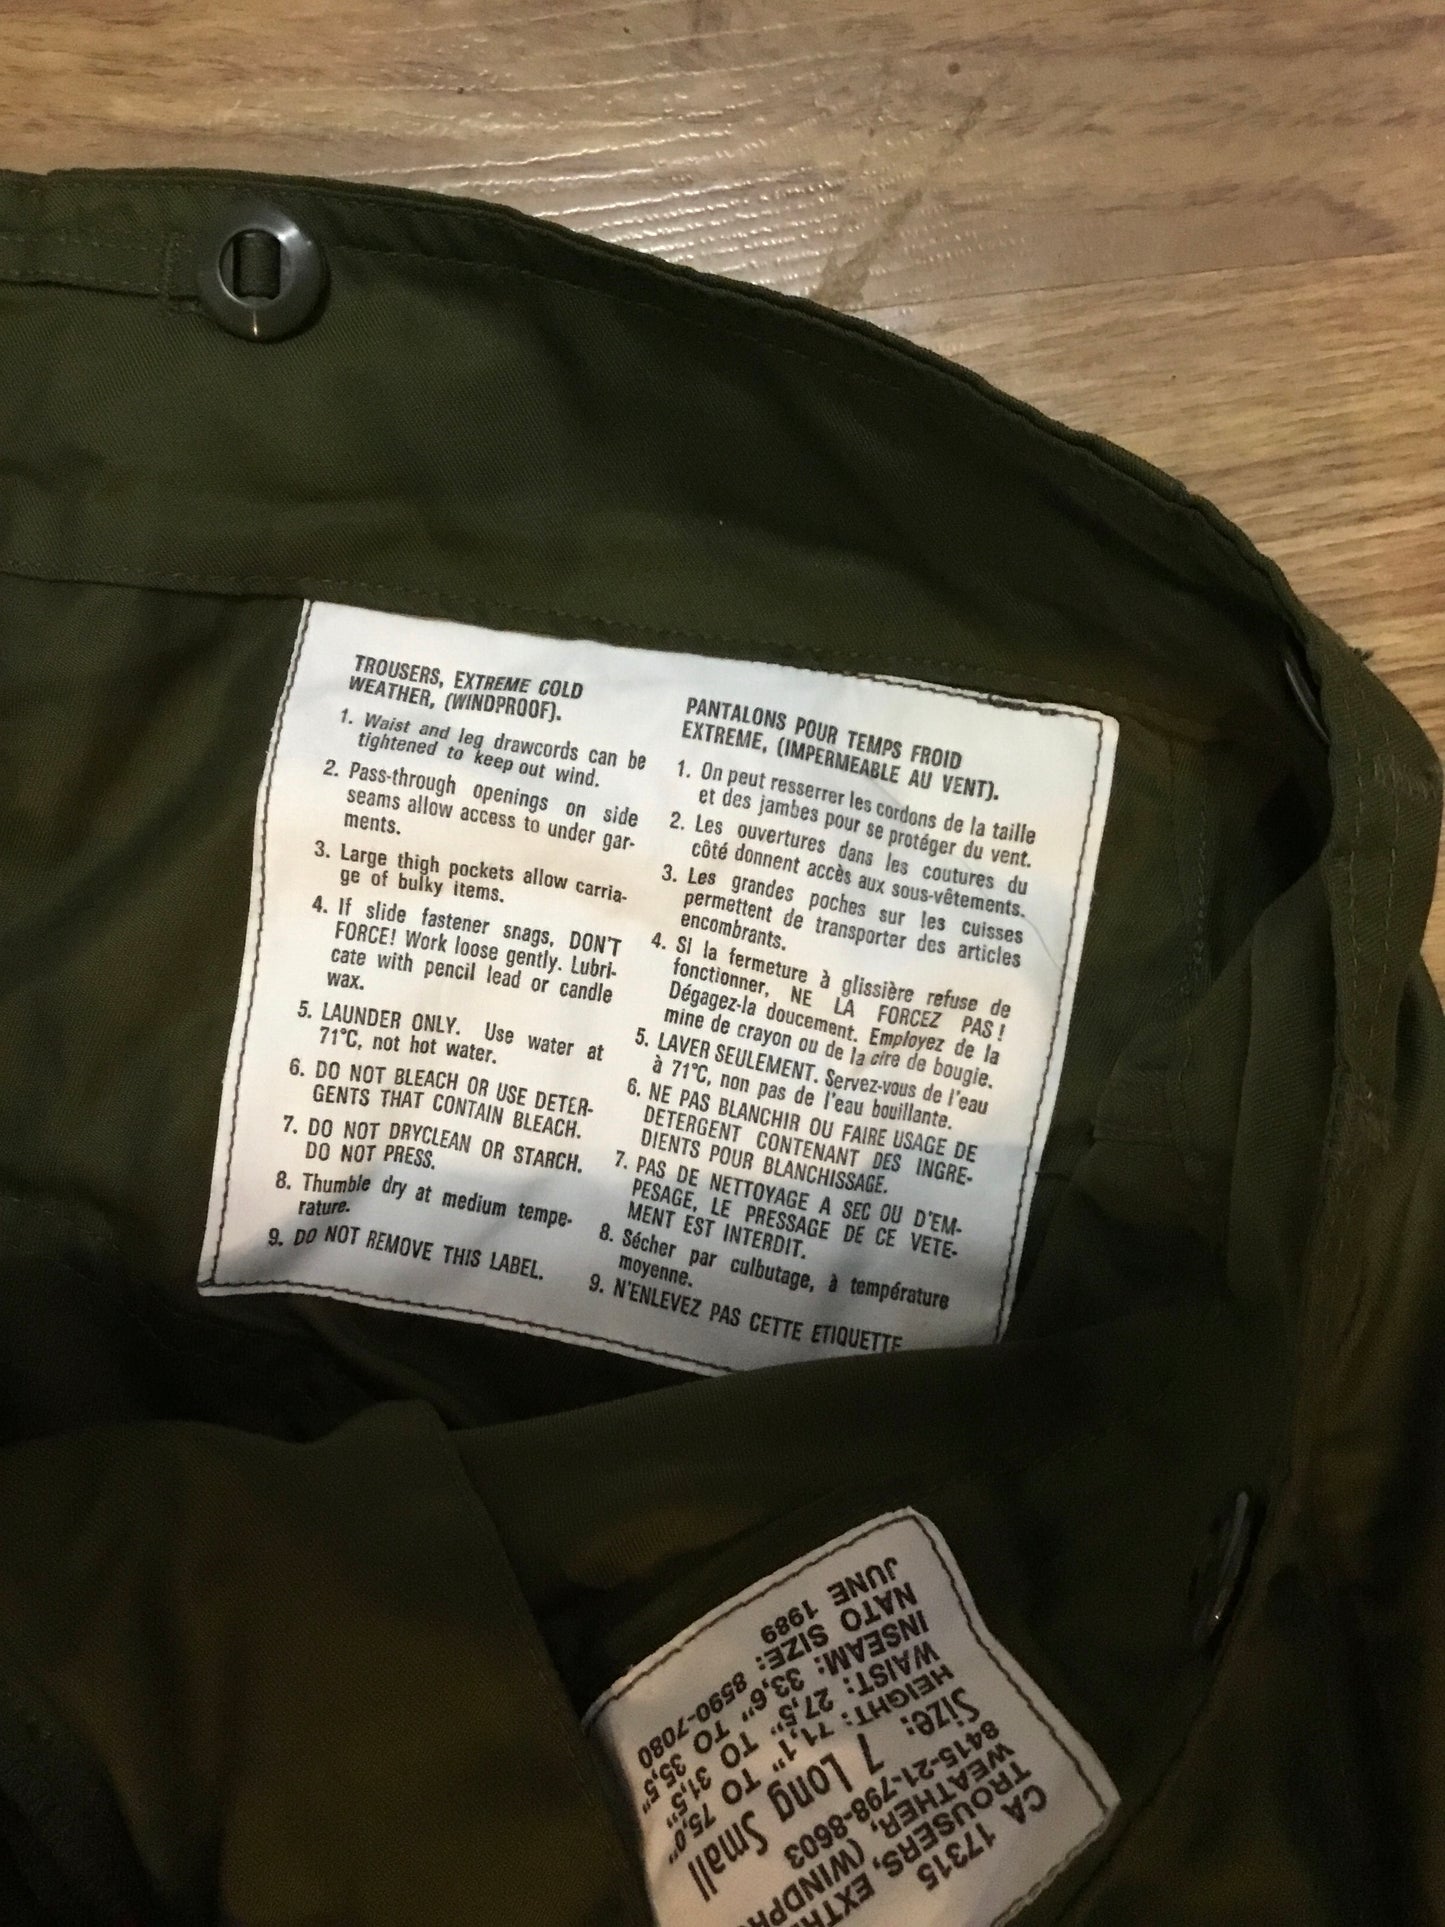 TROUSERS, EXTREME COLD
WEATHER, (WINDPROOF).
1. Waist and leg drawcords can be
tightened to keep out wind.
2. Pass-through openings on side
seams allow access to under gar-
ments.
3. Large thigh pockets allow carria-
ge of bulky items.
4. If slide fastener snags, DON'T
FORCE! Work loose gently. Lubri-
cate with pencil lead or candle
wax.
5. LAUNDER ONLY. Use water at
71°C, not hot water.
6. DO NOT BLEACH OR USE DETER-
GENTS THAT CONTAIN BLEACH.
7. DO NOT DRYCLEAN OR STARCH.
DO NOT PRESS.
8. Thumble dry at medium tempe-
rature.
9. DO NOT REMOVE THIS LABEL.
PANTALONS POUR TEMPS FROID
EXTREME, (IMPERMEABLE AU VENT).
1. On peut resserrer les cordons de la taille
et des jambes pour se protéger du vent.
2. Les ouvertures dans les coutures du
côté donnent accès aux sous-vêtements.
3. Les grandes poches sur les cuisses
permettent de transporter des articles
encombrants.
4. Si la fermeture à glissière refuse de
fonctionner, NE LA FORCEZ PAS!
Dégagez-la doucement. Employez de la
mine de crayon ou de la cire de bougie.
5. LAVER SEULEMENT. Servez-vous de l'eau
à 71°C, non pas de l'eau bouillante.
6. NE PAS BLANCHIR OU FAIRE USAGE DE
DETERGENT CONTENANT DES INGRE-
DIENTS POUR BLANCHISSAGE.
7. PAS DE NETTOYAGE A SEC OU D'EM-
PESAGE, LE PRESSAGE DE CE VETE-
MENT EST INTERDIT.
8. Sécher par culbutage, à température
moyenne.
9. N'ENLEVEZ PAS CETTE ETIQUETTE
CA 17315
TROUSERS, EXTR
WEATHER, (WINDPR
8415-21-798-8603
Size: 7 Long Small
HEIGHT: 71,1" TO 75,0"
WAIST: 27,5" TO 31,5"
INSEAM: 33,6" TO 35,5"
NATO SIZE: 8590-7080
JUNE 1989